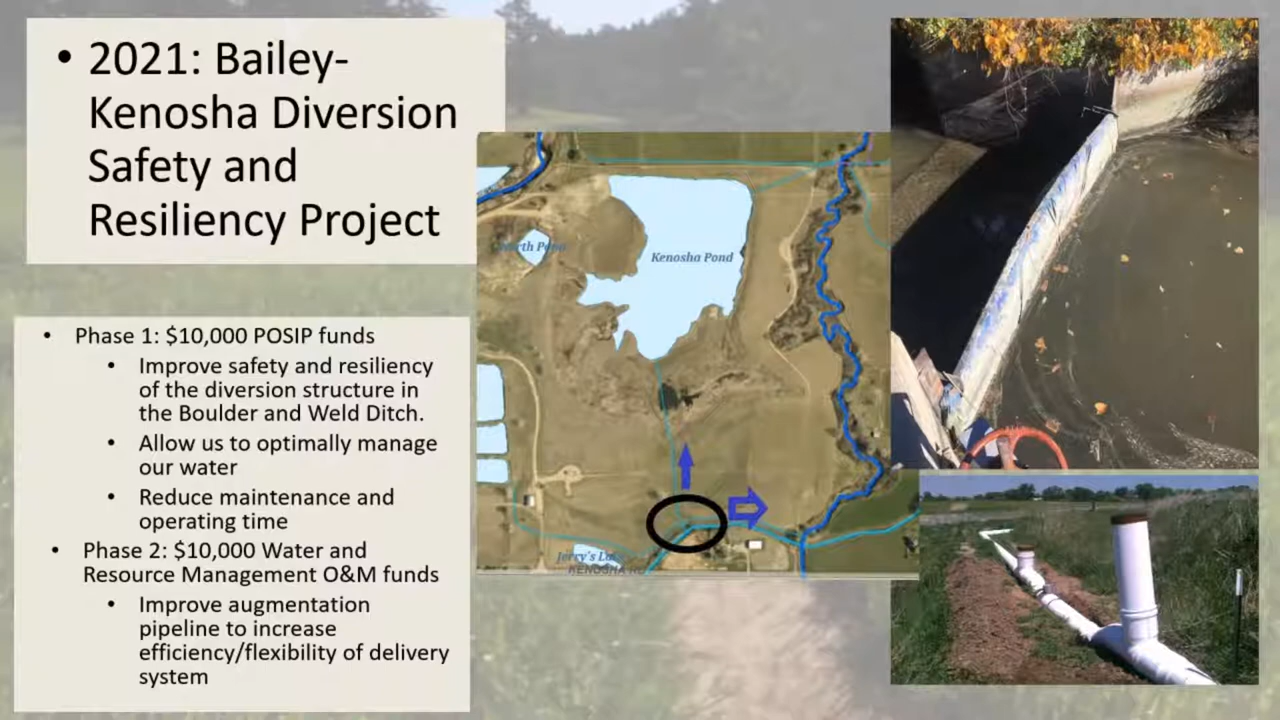 • 2021: Bailey-
Kenosha Diversion
Safety and
Resiliency Project
• Phase 1: $10,000 POSIP funds
• Improve safety and resiliency
of the diversion structure in
the Boulder and Weld Ditch.
• Allow us to optimally manage
our water
• Reduce maintenance and
operating time
• Phase 2: $10,000 Water and
Resource Management O&M funds
• Improve augmentation
pipeline to increase
efficiency/flexibility of delivery
system
North Pond
Kenosha Pond
Jerry's Lake
KENOSHA RD